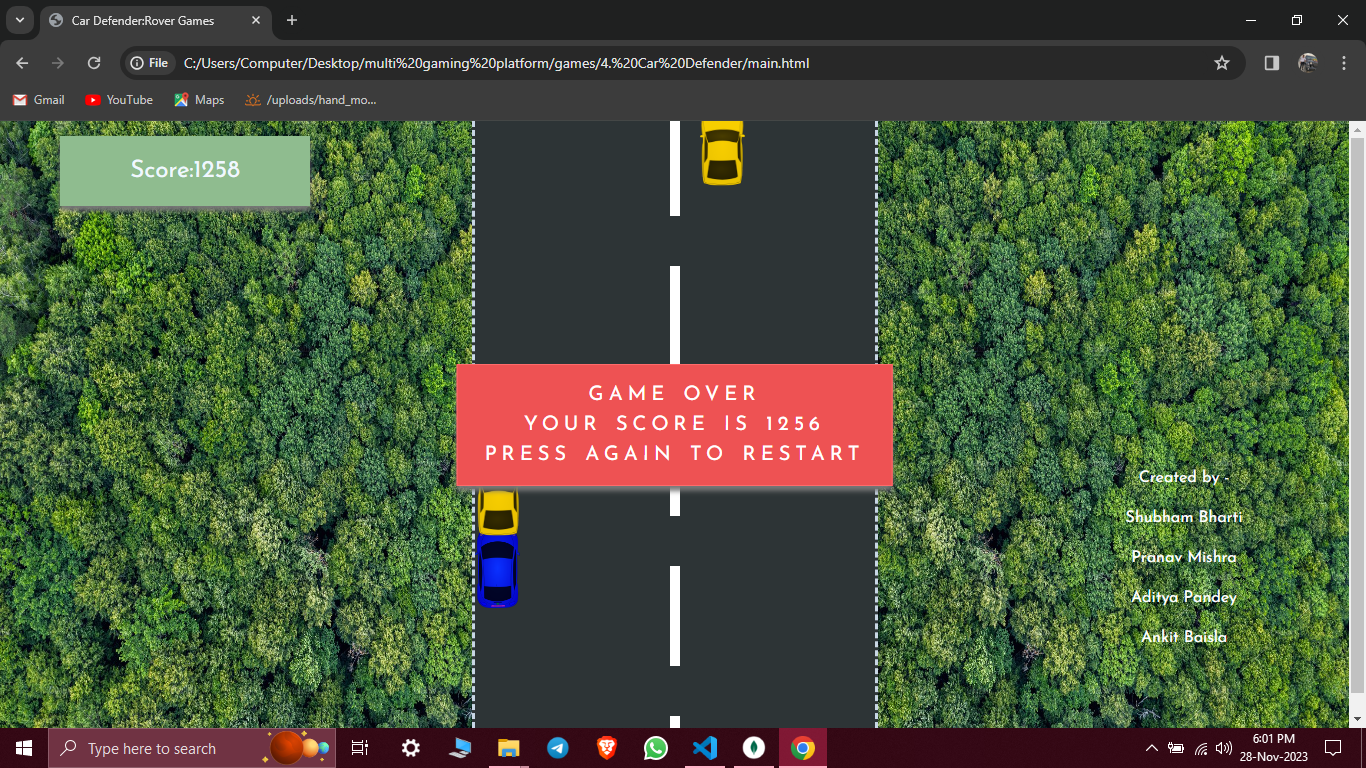 Car Defender:Rover Games
File
C:/Users/Computer/Desktop/multi%20gaming%20platform/games/4.%20Car%20Defender/main.html
Gmail
YouTube
Maps
/uploads/hand_mo...
Score:1258
GAME OVER
YOUR SCORE IS 1256
PRESS AGAIN TO RESTART
Created by -
Shubham Bharti
Pranav Mishra
Aditya Pandey
Ankit Baisla
Type here to search
6:01 PM
28-Nov-2023